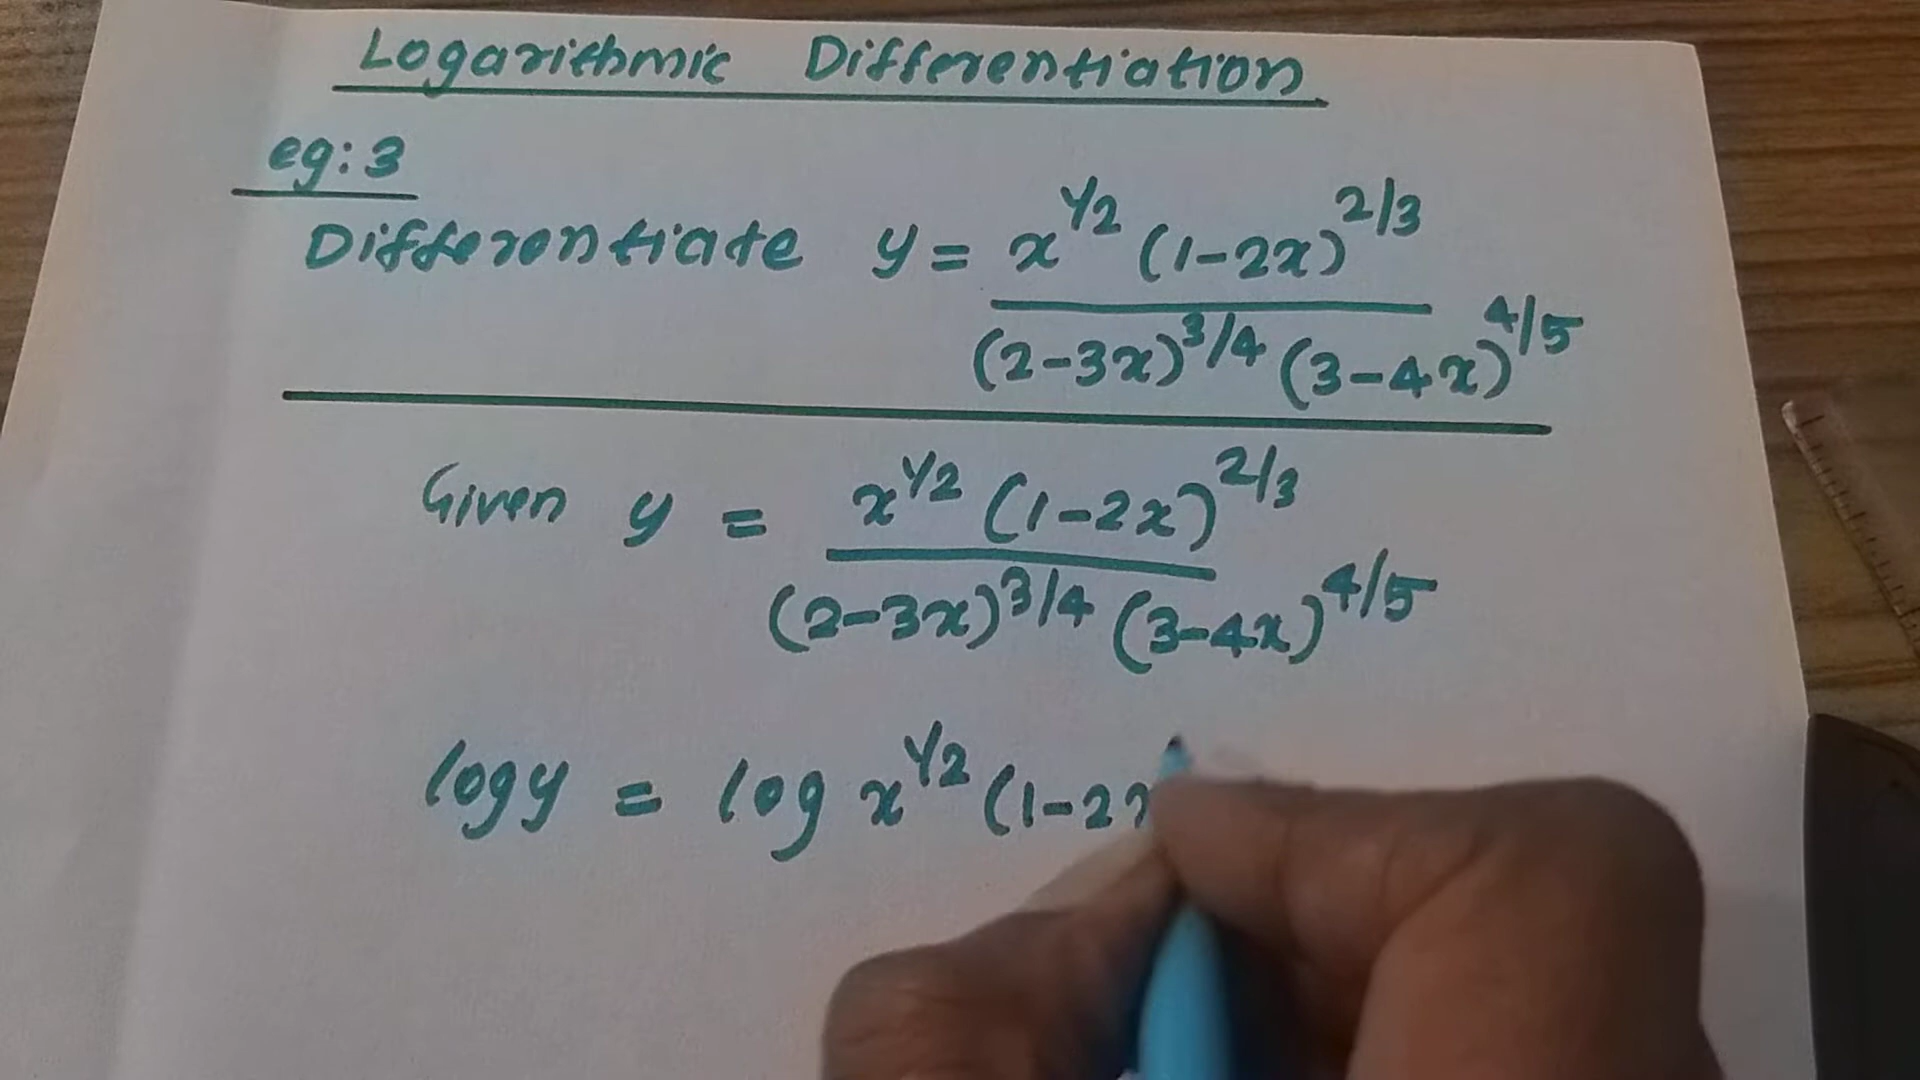 Logarithmic Differentiation
eg: 3
Differentiate y = x^1/2 (1-2x)^2/3
(2-3x)^3/4 (3-4x)^4/5
Given y = x^1/2 (1-2x)^2/3
(2-3x)^3/4 (3-4x)^4/5
log y = log x^1/2 (1-2x